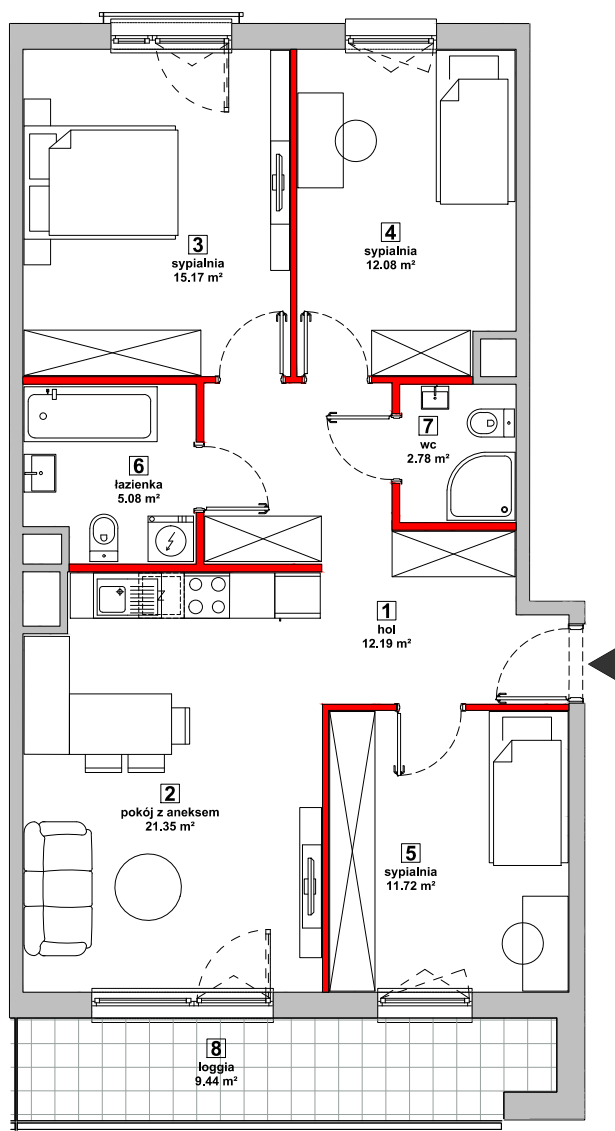 3
sypialnia
15.17 m²
4
sypialnia
12.08 m²
7
wc
2.78 m²
6
łazienka
5.08 m²
1
hol
12.19 m²
Z
2
pokój z aneksem
21.35 m²
5
sypialnia
11.72 m²
8
loggia
9.44 m²